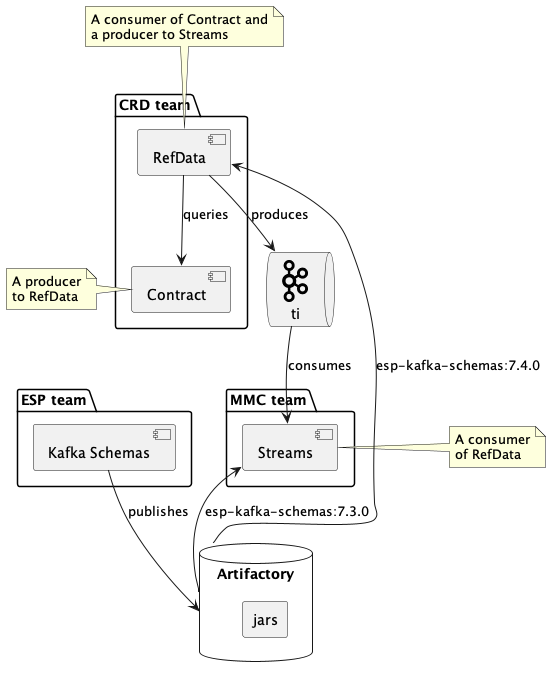 A consumer of Contract and
a producer to Streams
CRD team
RefData
queries
produces
A producer
to RefData
Contract
ti
consumes
esp-kafka-schemas:7.4.0
ESP team
MMC team
Kafka Schemas
Streams
A consumer
of RefData
publishes
esp-kafka-schemas:7.3.0
Artifactory
jars